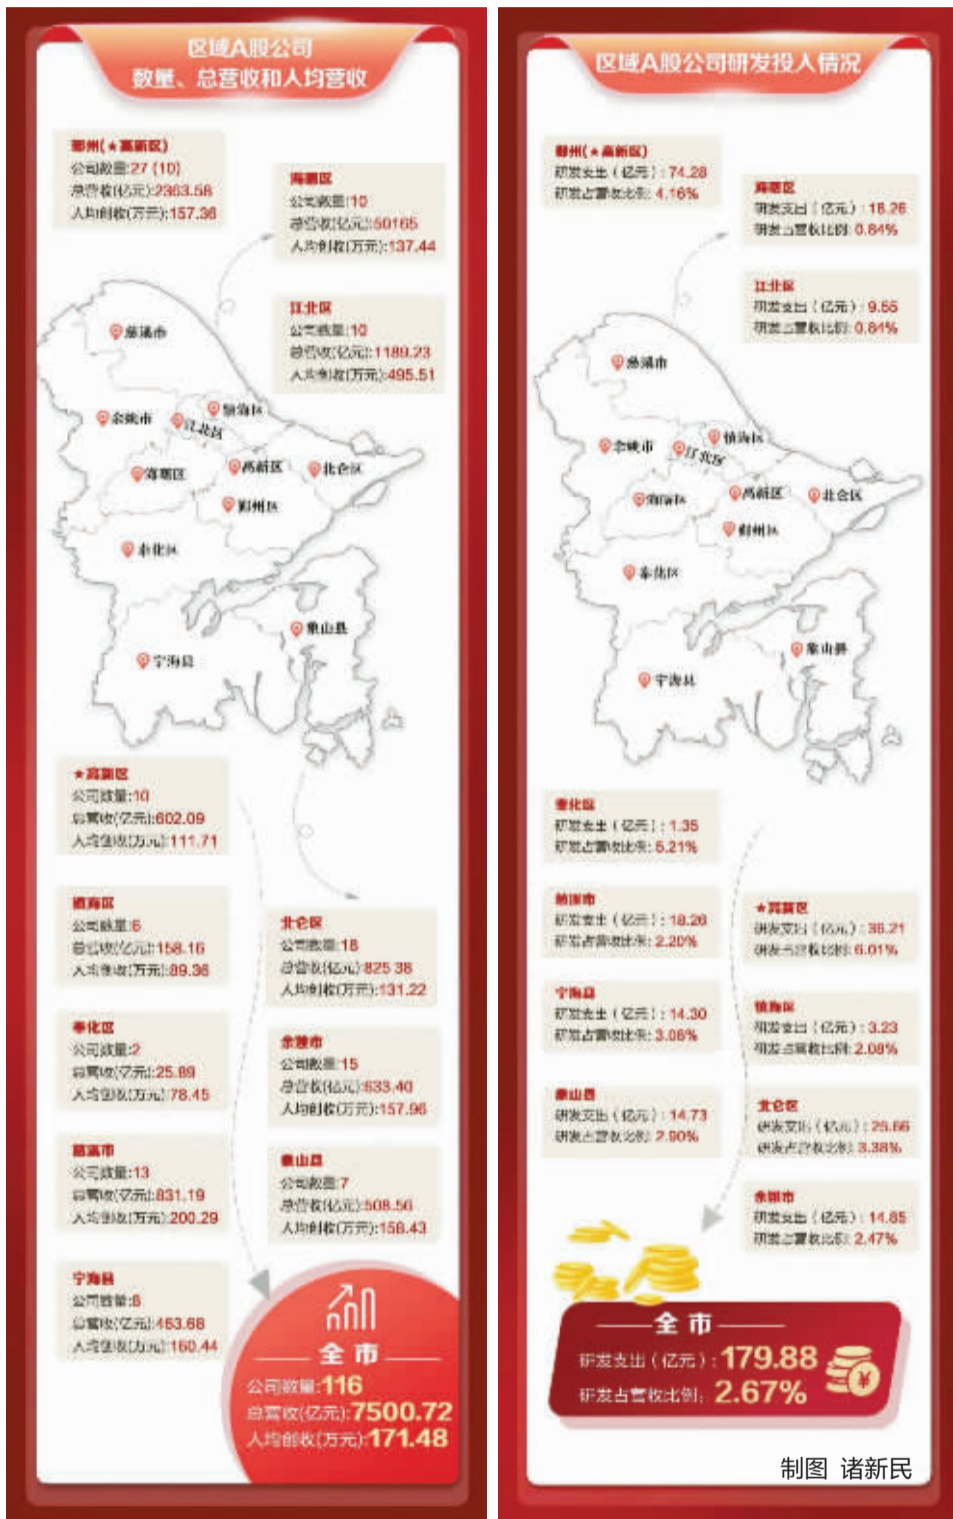 区域A股公司
数量、总营收和人均营收
鄞州(★高新区)
公司数量:27 (10)
总营收(亿元):2363.58
人均创收(万元):157.36
海曙区
公司数量:10
总营收(亿元):50165
人均创收(万元):137.44
江北区
公司数量:10
总营收(亿元):1189.23
人均创收(万元):495.51
慈溪市
余姚市
镇海区
江北区
海曙区
高新区
北仑区
鄞州区
奉化区
象山县
宁海县
★高新区
公司数量:10
总营收(亿元):602.09
人均创收(万元):111.71
镇海区
公司数量:6
总营收(亿元):158.16
人均创收(万元):89.36
奉化区
公司数量:2
总营收(亿元):25.89
人均创收(万元):78.45
慈溪市
公司数量:13
总营收(亿元):831.19
人均创收(万元):200.29
宁海县
公司数量:8
总营收(亿元):463.68
人均创收(万元):160.44
北仑区
公司数量:18
总营收(亿元):825 38
人均创收(万元):131.22
余姚市
公司数量:15
总营收(亿元):633.40
人均创收(万元):157.96
象山县
公司数量:7
总营收(亿元):508.56
人均创收(万元):158.43
全市
公司数量:116
总营收(亿元):7500.72
人均创收(万元):171.48
区域A股公司研发投入情况
鄞州(★高新区)
研发支出(亿元): 74.28
研发占营收比例: 4.16%
海曙区
研发支出(亿元): 18.26
研发占营收比例: 0.84%
江北区
研发支出(亿元): 9.55
研发占营收比例: 0.84%
慈溪市
余姚市
镇海区
江北区
海曙区
高新区
北仑区
鄞州区
奉化区
象山县
宁海县
奉化区
研发支出(亿元): 1.35
研发占营收比例: 5.21%
慈溪市
研发支出(亿元): 18.26
研发占营收比例: 2.20%
宁海县
研发支出(亿元): 14.30
研发占营收比例: 3.08%
象山县
研发支出(亿元): 14.73
研发占营收比例: 2.90%
★高新区
研发支出(亿元): 36.21
研发占营收比例: 6.01%
镇海区
研发支出(亿元): 3.23
研发占营收比例: 2.08%
北仑区
研发支出(亿元): 25.66
研发占营收比例: 3.38%
余姚市
研发支出(亿元): 14.85
研发占营收比例: 2.47%
全市
研发支出(亿元): 179.88
研发占营收比例: 2.67%
制图 诸新民